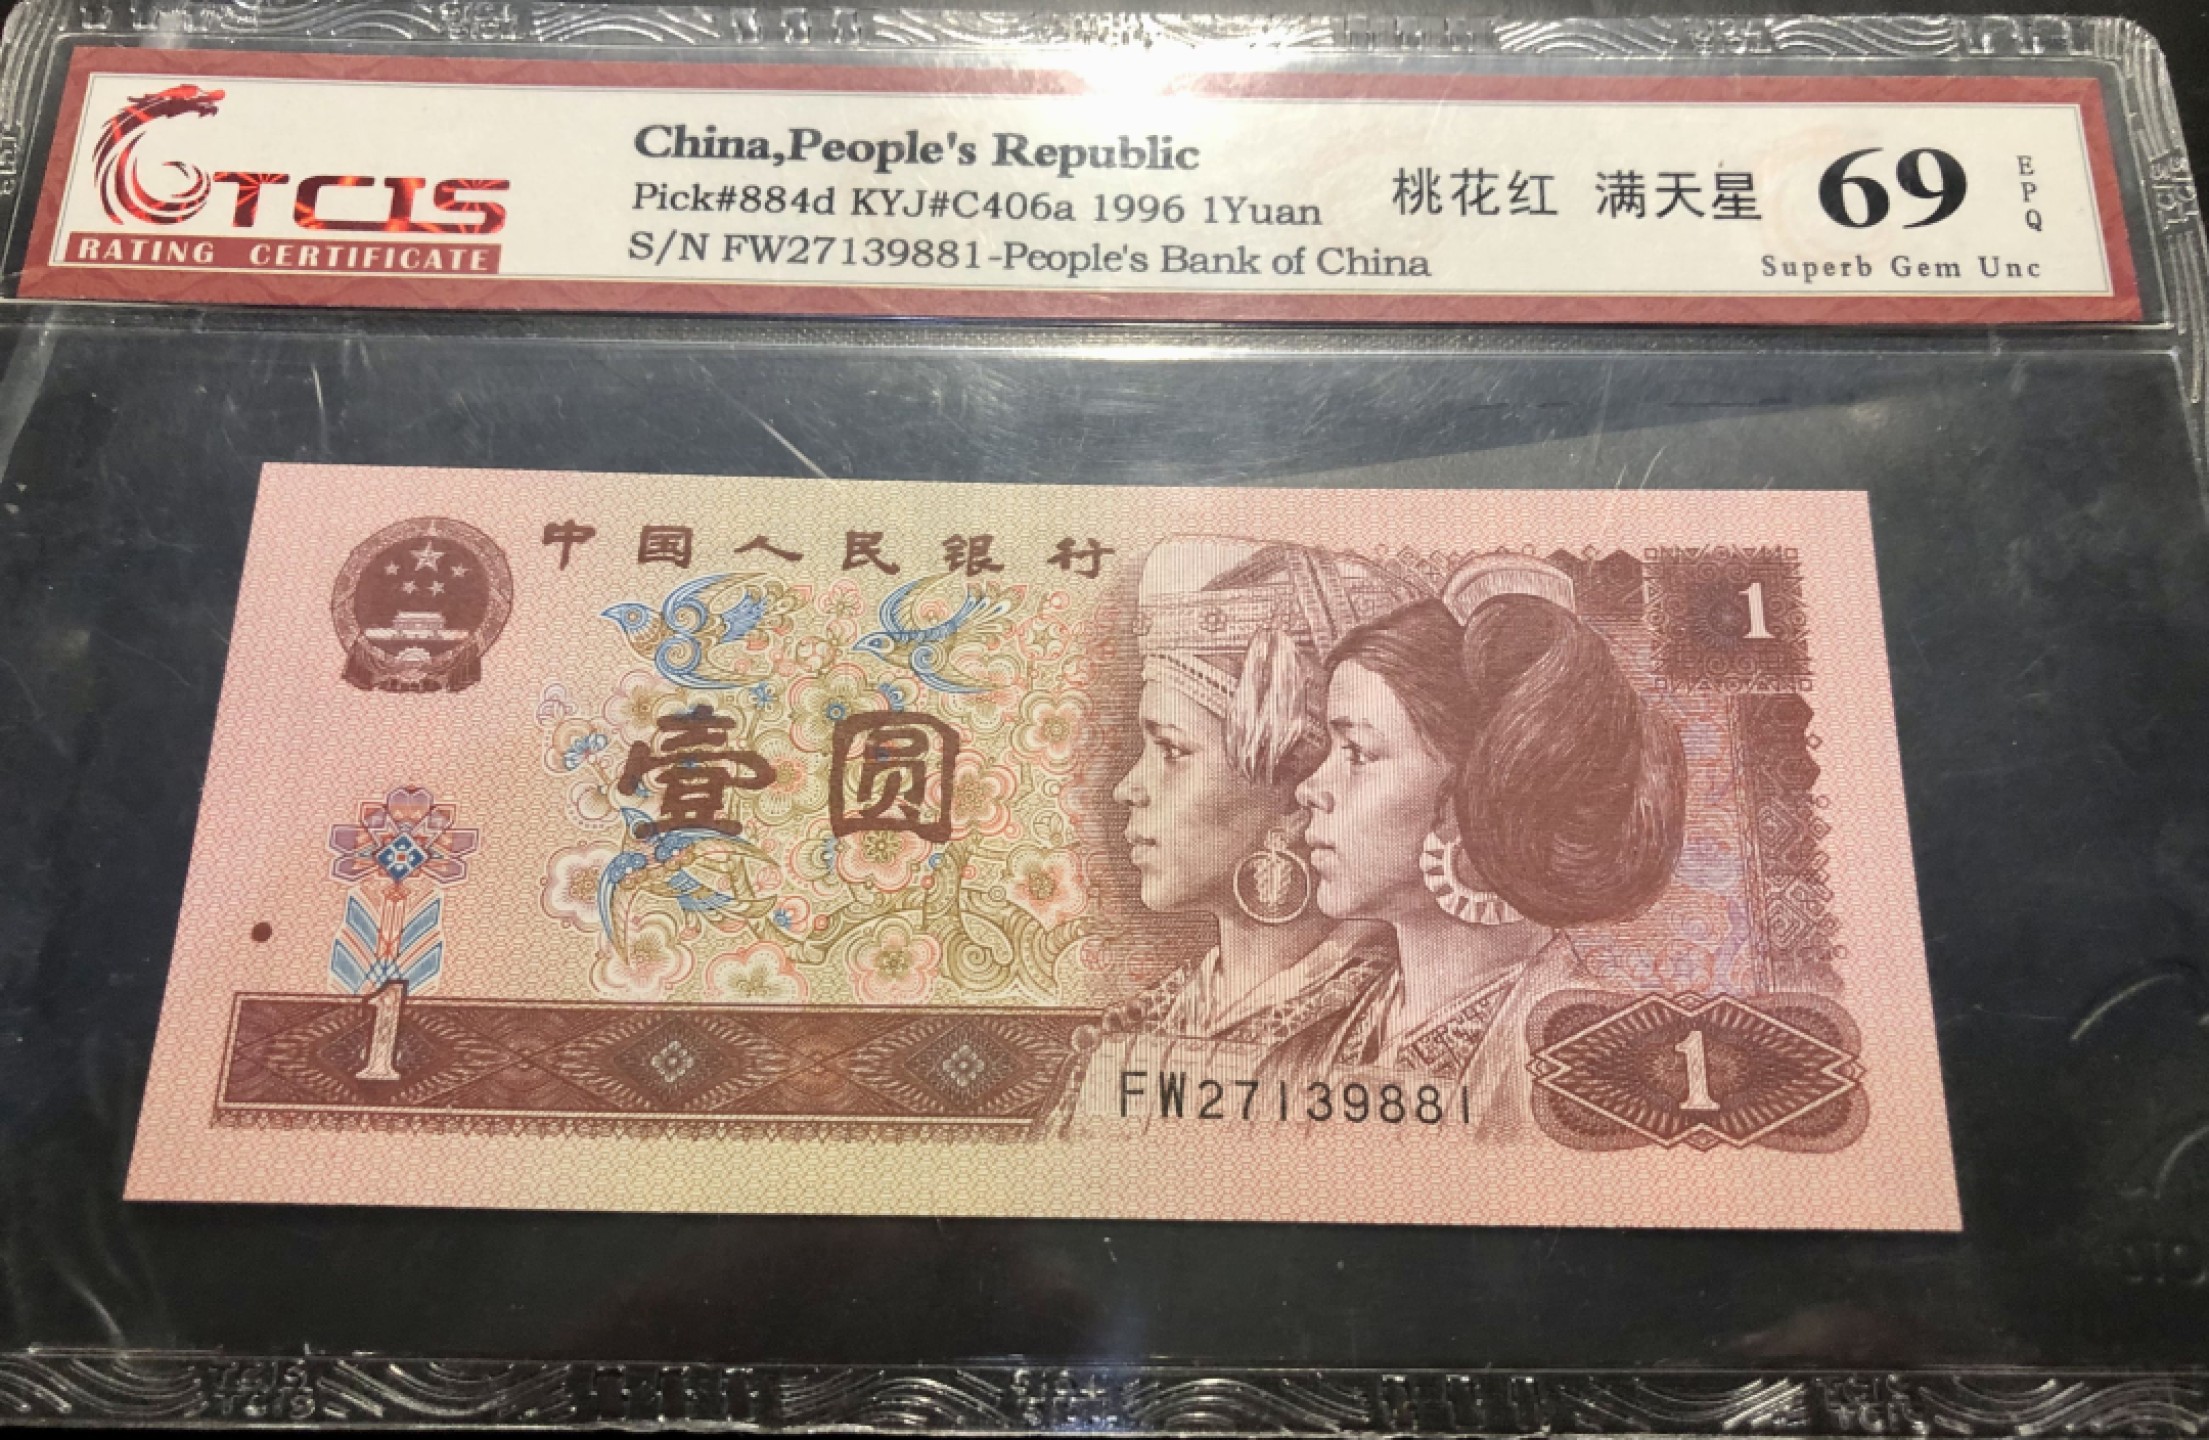 TCIS
RATING CERTIFICATE
China,People's Republic
Pick#884d KYJ#C406a 1996 1Yuan
S/N FW27139881-People's Bank of China
桃花红 满天星
69
EPQ
Superb Gem Unc
中国人民银行
1
壹圆
1
FW27139881
1
TCIS
TCIS